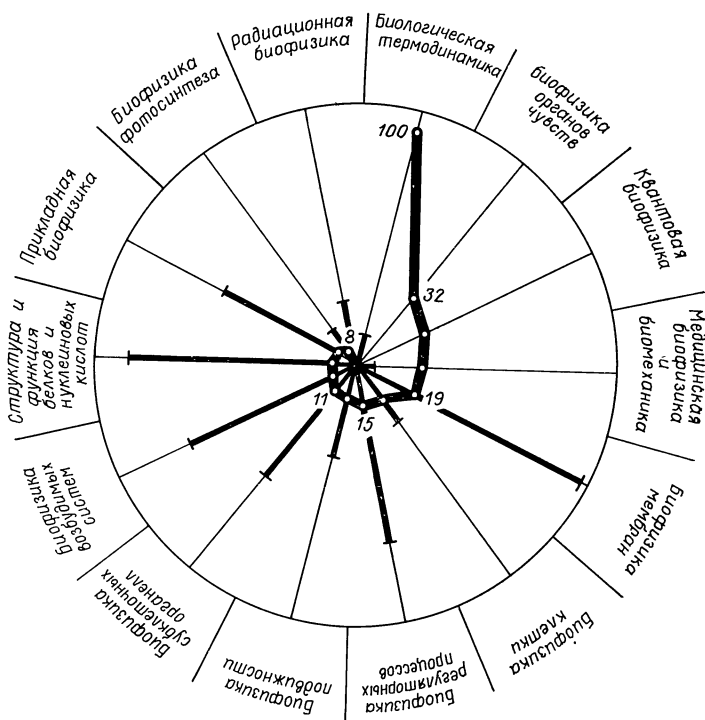 Радиационная
биофизика
Биологическая
термодинамика
Биофизика
органов
чувств
Квантовая
биофизика
Медицинская
биофизика
и
биомеханика
Биофизика
мембран
Биофизика
клетки
Биофизика
регуляторных
процессов
Биофизика
подвижности
Биофизика
субклеточных
органелл
Биофизика
возбудимых
систем
Структура и
функция
белков и
нуклеиновых
кислот
Прикладная
биофизика
Биофизика
фотосинтеза
100
32
19
15
11
8